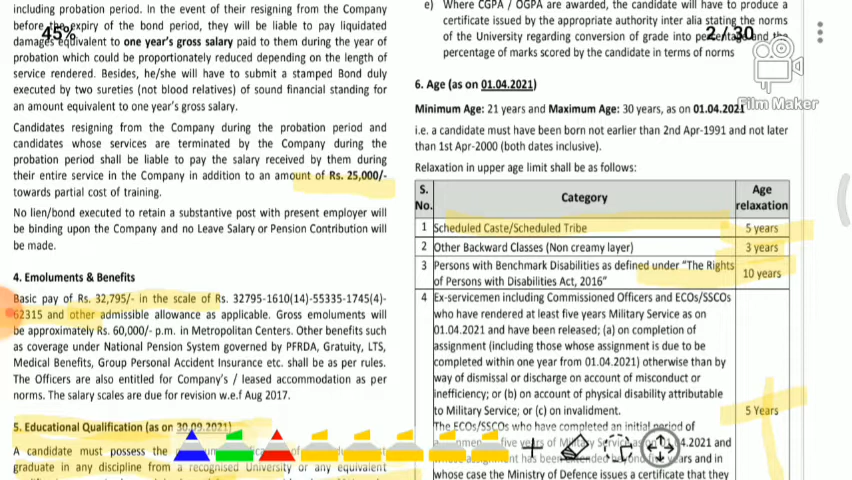 including probation period. In the event of their resigning from the Company
before the expiry of the bond period, they will be liable to pay liquidated
45%
damages equivalent to one year's gross salary paid to them during the year of
probation which could be proportionately reduced depending on the length of
service rendered. Besides, he/she will have to submit a stamped Bond duly
executed by two sureties (not blood relatives) of sound financial standing for
an amount equivalent to one year's gross salary.
Candidates resigning from the Company during the probation period and
candidates whose services are terminated by the Company during the
probation period shall be liable to pay the salary received by them during
their entire service in the Company in addition to an amount of Rs. 25,000/-
towards partial cost of training.
No lien/bond executed to retain a substantive post with present employer will
be binding upon the Company and no Leave Salary or Pension Contribution will
be made.
4. Emoluments & Benefits
Basic pay of Rs. 32,795/- in the scale of Rs. 32795-1610(14)-55335-1745(4)-
62315 and other admissible allowance as applicable. Gross emoluments will
be approximately Rs. 60,000/- p.m. in Metropolitan Centers. Other benefits such
as coverage under National Pension System governed by PFRDA, Gratuity, LTS,
Medical Benefits, Group Personal Accident Insurance etc. shall be as per rules.
The Officers are also entitled for Company's / leased accommodation as per
norms. The salary scales are due for revision w.e.f Aug 2017.
5. Educational Qualification (as on 30.09.2021)
A candidate must possess the
graduate in any discipline from a recognised University or any equivalent
e) Where CGPA / OGPA are awarded, the candidate will have to produce a
certificate issued by the appropriate authority inter alia stating the norms
of the University regarding conversion of grade into percentage and the
2 / 30
percentage of marks scored by the candidate in terms of norms
6. Age (as on 01.04.2021)
Film Maker
Minimum Age: 21 years and Maximum Age: 30 years, as on 01.04.2021
i.e. a candidate must have been born not earlier than 2nd Apr-1991 and not later
than 1st Apr-2000 (both dates inclusive).
Relaxation in upper age limit shall be as follows:
S. No. Category Age relaxation
1 Scheduled Caste/Scheduled Tribe 5 years
2 Other Backward Classes (Non creamy layer) 3 years
3 Persons with Benchmark Disabilities as defined under "The Rights
of Persons with Disabilities Act, 2016" 10 years
4 Ex-servicemen including Commissioned Officers and ECOs/SSCOs
who have rendered at least five years Military Service as on
01.04.2021 and have been released; (a) on completion of
assignment (including those whose assignment is due to be
completed within one year from 01.04.2021) otherwise than by
way of dismissal or discharge on account of misconduct or
inefficiency; or (b) on account of physical disability attributable
to Military Service; or (c) on invalidment. 5 Years
The ECOs/SSCOs who have completed an initial period of
five years of Military Service as on 4.2021 and
has been extended beyond years and in
whose case the Ministry of Defence issues a certificate that they